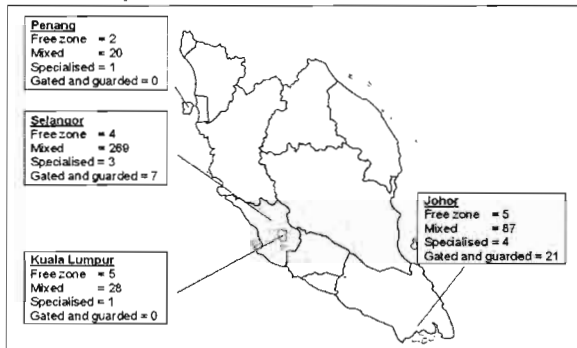 Penang
Free zone = 2
Mixed = 20
Specialised = 1
Gated and guarded = 0
Selangor
Free zone = 4
Mixed = 269
Specialised = 3
Gated and guarded = 7
Kuala Lumpur
Free zone = 5
Mixed = 28
Specialised = 1
Gated and guarded = 0
Johor
Free zone = 5
Mixed = 87
Specialised = 4
Gated and guarded = 21